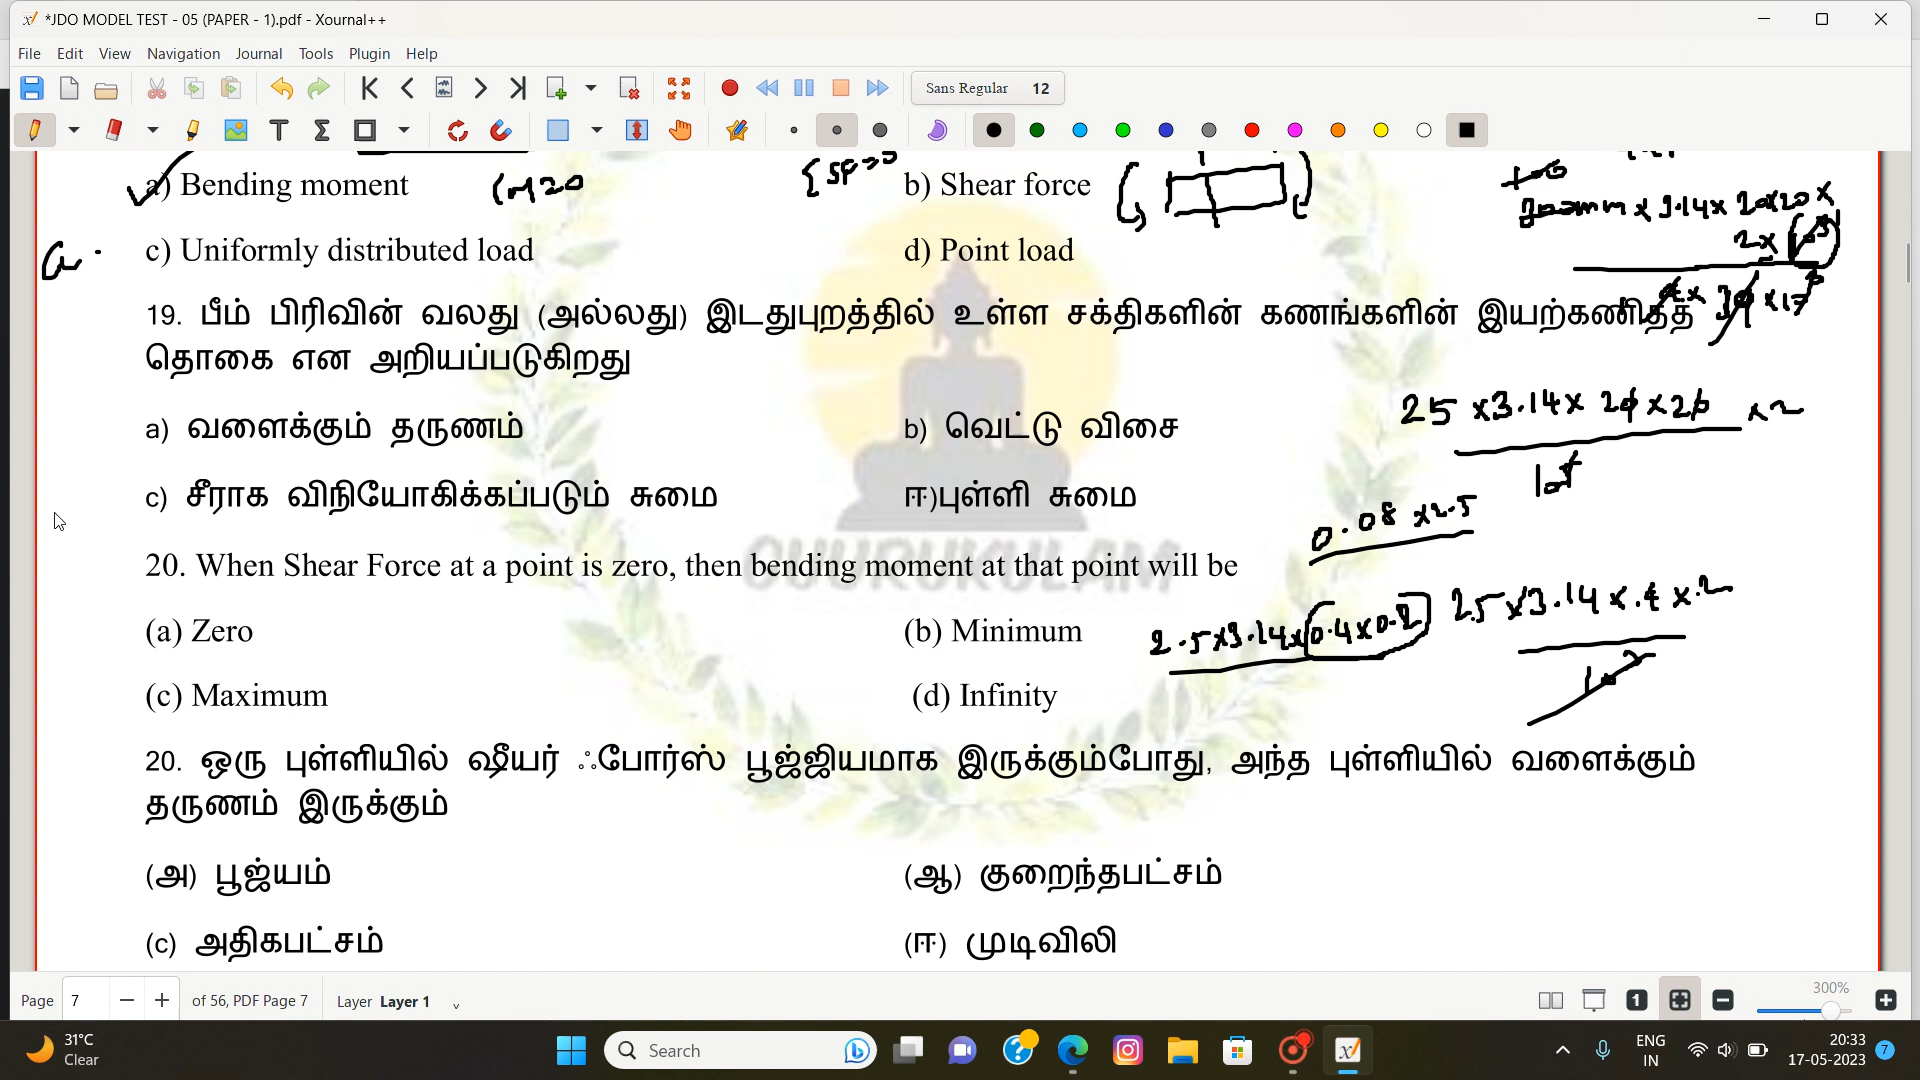 *JDO MODEL TEST - 05 (PAPER - 1).pdf - Xournal++
File Edit View Navigation Journal Tools Plugin Help
Sans Regular 12
a) Bending moment
b) Shear force
c) Uniformly distributed load
d) Point load
19. பீம் பிரிவின் வலது (அல்லது) இடதுபுறத்தில் உள்ள சக்திகளின் கணங்களின் இயற்கணிதத்
தொகை என அறியப்படுகிறது
a) வளைக்கும் தருணம்
b) வெட்டு விசை
25 x3.14x
c) சீராக விநியோகிக்கப்படும் சுமை
ஈ)புள்ளி சுமை
0.08 x2.5
GURUKULAM
20. When Shear Force at a point is zero, then bending moment at that point will be
(a) Zero
(b) Minimum
2.5x3.14x0.4x0.2
25x3.14x.4x.2
(c) Maximum
(d) Infinity
20. ஒரு புள்ளியில் ஷீயர் ஃபோர்ஸ் பூஜ்ஜியமாக இருக்கும்போது, அந்த புள்ளியில் வளைக்கும்
தருணம் இருக்கும்
(அ) பூஜ்யம்
(ஆ) குறைந்தபட்சம்
(c) அதிகபட்சம்
(ஈ) முடிவிலி
Page 7 of 56, PDF Page 7 Layer Layer 1
300%
31°C
Clear
Search
ENG
IN
20:33
17-05-2023
7